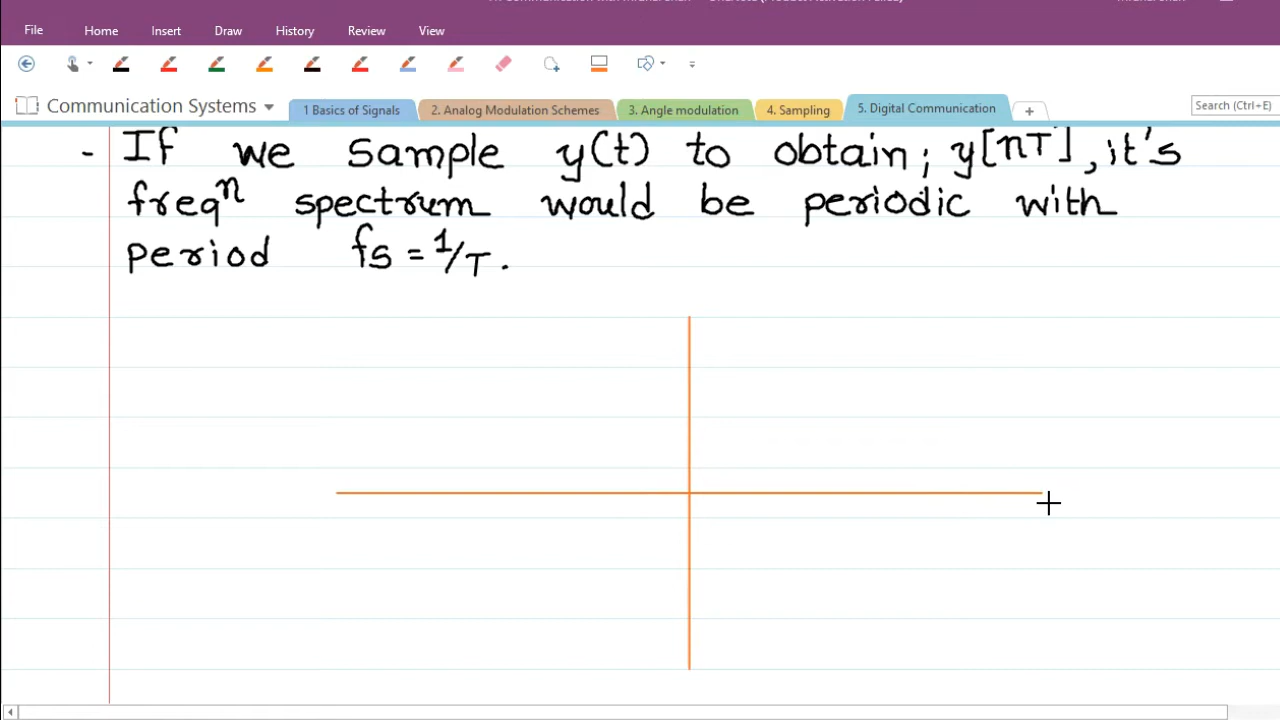 File Home Insert Draw History Review View
Communication Systems 1 Basics of Signals 2. Analog Modulation Schemes 3. Angle modulation 4. Sampling 5. Digital Communication + Search (Ctrl+E)
- If we sample y(t) to obtain; y[nT], it's
freqⁿ spectrum would be periodic with
period fs = 1/T.